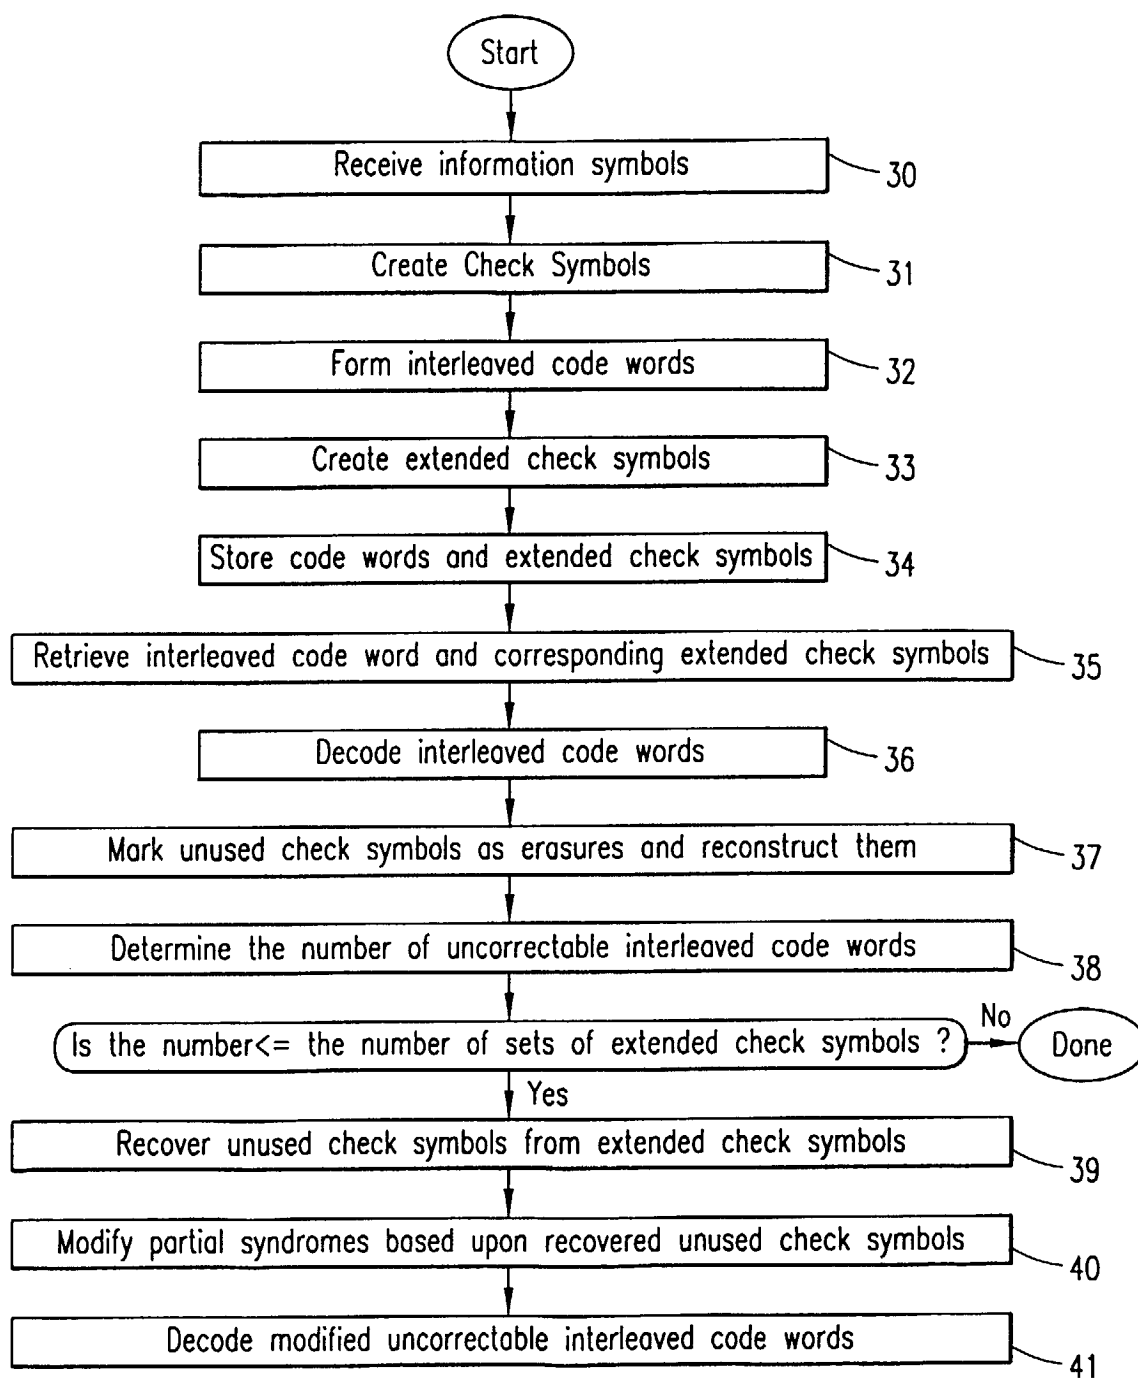 Start
Receive information symbols
30
Create Check Symbols
31
Form interleaved code words
32
Create extended check symbols
33
Store code words and extended check symbols
34
Retrieve interleaved code word and corresponding extended check symbols
35
Decode interleaved code words
36
Mark unused check symbols as erasures and reconstruct them
37
Determine the number of uncorrectable interleaved code words
38
Is the number<= the number of sets of extended check symbols ?
No
Done
Yes
Recover unused check symbols from extended check symbols
39
Modify partial syndromes based upon recovered unused check symbols
40
Decode modified uncorrectable interleaved code words
41